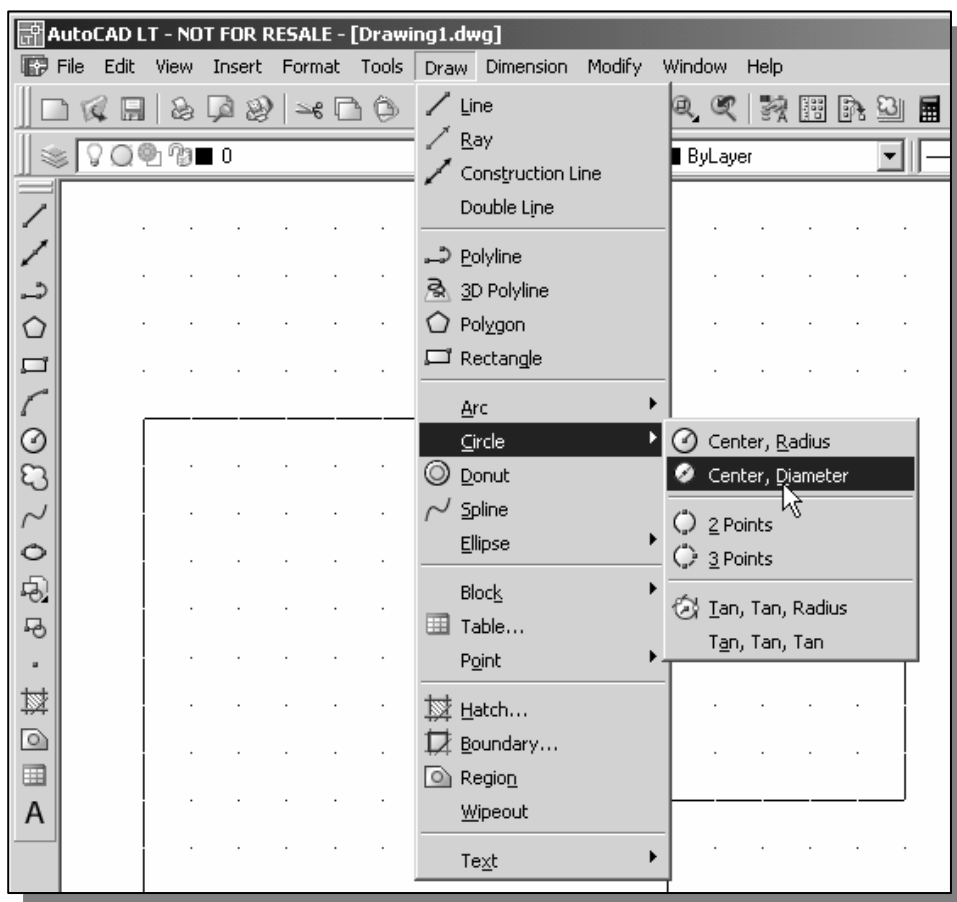 AutoCAD LT - NOT FOR RESALE - [Drawing1.dwg]
File Edit View Insert Format Tools Draw Dimension Modify Window Help
Line
Ray
0
ByLayer
Construction Line
Double Line
Polyline
3D Polyline
Polygon
Rectangle
Arc
Circle
Donut
Spline
Ellipse
Block
Table...
Point
Hatch...
Boundary...
Region
Wipeout
Text
Center, Radius
Center, Diameter
2 Points
3 Points
Tan, Tan, Radius
Tan, Tan, Tan
A